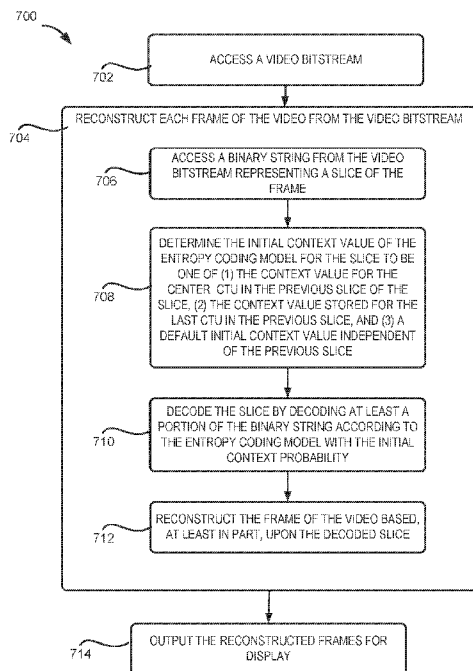 700
ACCESS A VIDEO BITSTREAM
702
RECONSTRUCT EACH FRAME OF THE VIDEO FROM THE VIDEO BITSTREAM
704
ACCESS A BINARY STRING FROM THE VIDEO
BITSTREAM REPRESENTING A SLICE OF THE
FRAME
706
DETERMINE THE INITIAL CONTEXT VALUE OF THE
ENTROPY CODING MODEL FOR THE SLICE TO BE
ONE OF (1) THE CONTEXT VALUE FOR THE
CENTER CTU IN THE PREVIOUS SLICE OF THE
SLICE, (2) THE CONTEXT VALUE STORED FOR THE
LAST CTU IN THE PREVIOUS SLICE, AND (3) A
DEFAULT INITIAL CONTEXT VALUE INDEPENDENT
OF THE PREVIOUS SLICE
708
DECODE THE SLICE BY DECODING AT LEAST A
PORTION OF THE BINARY STRING ACCORDING TO
THE ENTROPY CODING MODEL WITH THE INITIAL
CONTEXT PROBABILITY
710
RECONSTRUCT THE FRAME OF THE VIDEO BASED,
AT LEAST IN PART, UPON THE DECODED SLICE
712
OUTPUT THE RECONSTRUCTED FRAMES FOR
DISPLAY
714